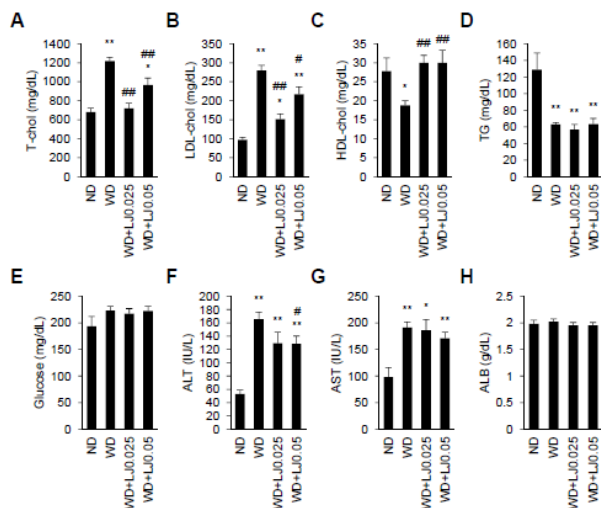 A
T-chol (mg/dL)
1400
1200
1000
800
600
400
200
0
**
##
##
*
ND
WD
WD+LJ0.025
WD+LJ0.05
B
LDL-chol (mg/dL)
350
300
250
200
150
100
50
0
**
##
*
#
**
ND
WD
WD+LJ0.025
WD+LJ0.05
C
HDL-chol (mg/dL)
35
30
25
20
15
10
5
0
*
##
##
ND
WD
WD+LJ0.025
WD+LJ0.05
D
TG (mg/dL)
160
140
120
100
80
60
40
20
0
**
**
**
ND
WD
WD+LJ0.025
WD+LJ0.05
E
Glucose (mg/dL)
250
200
150
100
50
0
ND
WD
WD+LJ0.025
WD+LJ0.05
F
ALT (IU/L)
200
180
160
140
120
100
80
60
40
20
0
**
**
#
**
ND
WD
WD+LJ0.025
WD+LJ0.05
G
AST (IU/L)
250
200
150
100
50
0
**
*
**
ND
WD
WD+LJ0.025
WD+LJ0.05
H
ALB (g/dL)
2.5
2
1.5
1
0.5
0
ND
WD
WD+LJ0.025
WD+LJ0.05